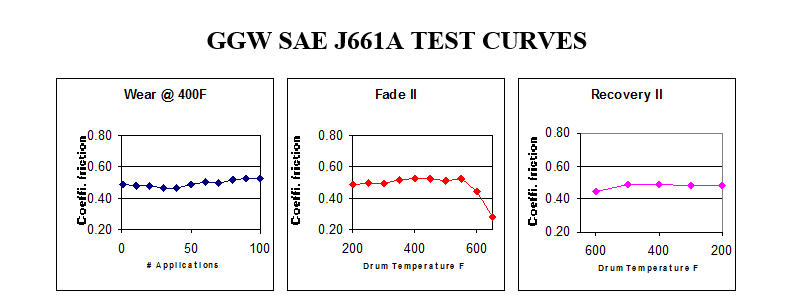 GGW SAE J661A TEST CURVES
Wear @ 400F
Coeffi. friction
0.80
0.60
0.40
0.20
0 50 100
# Applications
Fade II
Coeffi. friction
0.80
0.60
0.40
0.20
200 400 600
Drum Temperature F
Recovery II
Coeffi. friction
0.80
0.60
0.40
0.20
600 400 200
Drum Temperature F